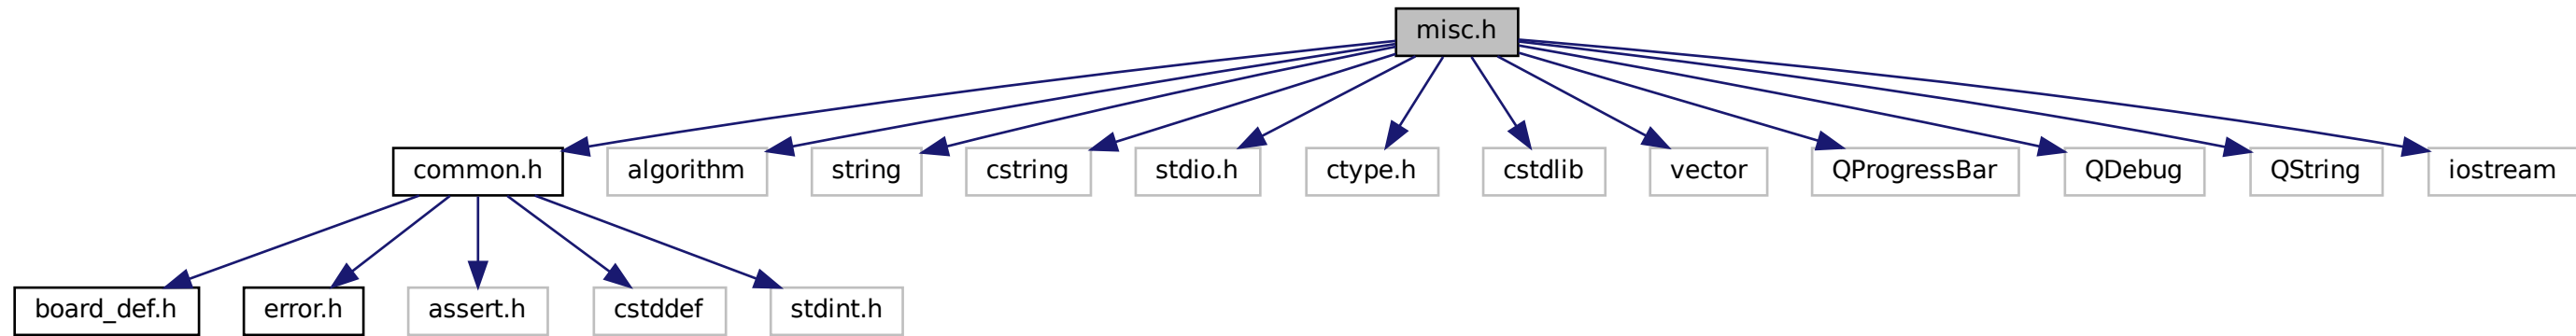 misc.h
common.h
algorithm
string
cstring
stdio.h
ctype.h
cstdlib
vector
QProgressBar
QDebug
QString
iostream
board_def.h
error.h
assert.h
cstddef
stdint.h